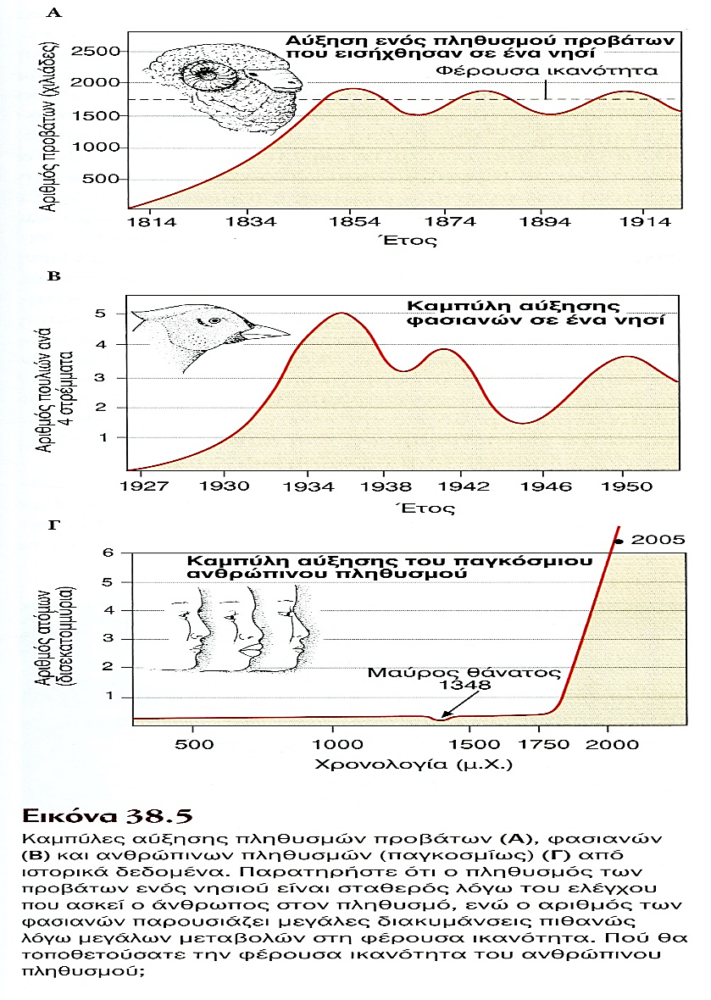 Α
Αύξηση ενός πληθυσμού προβάτων
που εισήχθησαν σε ένα νησί
Φέρουσα ικανότητα
Αριθμός προβάτων (χιλιάδες)
2500
2000
1500
1000
500
1814 1834 1854 1874 1894 1914
Έτος
Β
Καμπύλη αύξησης
φασιανών σε ένα νησί
Αριθμός πουλιών ανά
4 στρέμματα
5
4
3
2
1
1927 1930 1934 1938 1942 1946 1950
Έτος
Γ
2005
Καμπύλη αύξησης του παγκόσμιου
ανθρώπινου πληθυσμού
Αριθμός ατόμων
(δισεκατομμύρια)
6
5
4
3
2
1
Μαύρος θάνατος
1348
500 1000 1500 1750 2000
Χρονολογία (μ.Χ.)
Εικόνα 38.5
Καμπύλες αύξησης πληθυσμών προβάτων (Α), φασιανών
(Β) και ανθρώπινων πληθυσμών (παγκοσμίως) (Γ) από
ιστορικά δεδομένα. Παρατηρήστε ότι ο πληθυσμός των
προβάτων ενός νησιού είναι σταθερός λόγω του ελέγχου
που ασκεί ο άνθρωπος στον πληθυσμό, ενώ ο αριθμός των
φασιανών παρουσιάζει μεγάλες διακυμάνσεις πιθανώς
λόγω μεγάλων μεταβολών στη φέρουσα ικανότητα. Πού θα
τοποθετούσατε την φέρουσα ικανότητα του ανθρώπινου
πληθυσμού;